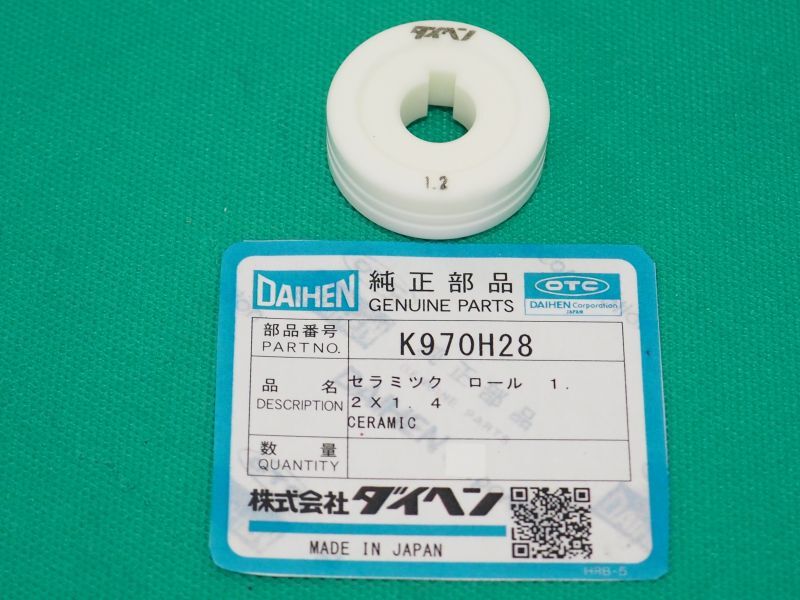 ダイヘン
1.2
DAIHEN 純正部品 OTC
GENUINE PARTS DAIHEN Corporation
JAPAN
部品番号 K970H28
PART NO.
品名 セラミツク ロール 1.
DESCRIPTION 2X1.4
CERAMIC
数量
QUANTITY
株式会社 ダイヘン
MADE IN JAPAN
HRB-5